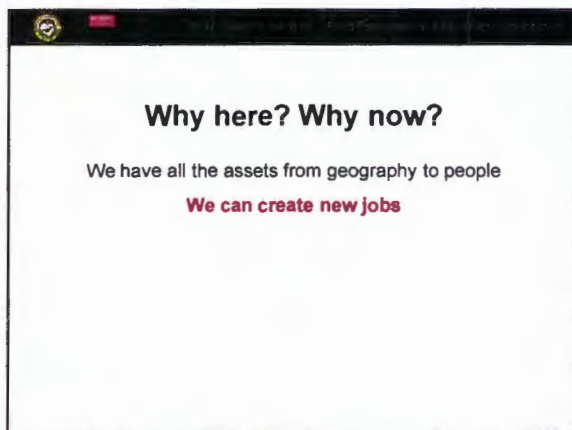 Why here? Why now?
We have all the assets from geography to people
We can create new jobs